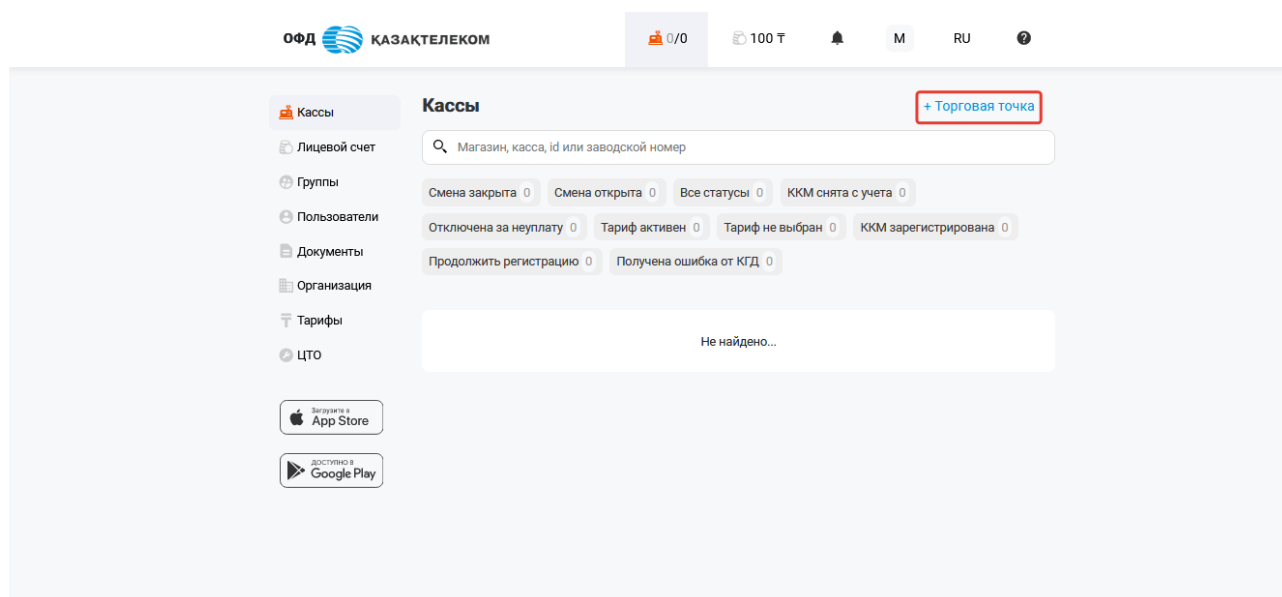 ОФД ҚАЗАҚТЕЛЕКОМ 0/0 100 ₸ M RU ?
Кассы
Лицевой счет
Группы
Пользователи
Документы
Организация
Тарифы
ЦТО
Загрузите в
App Store
ДОСТУПНО В
Google Play
Кассы + Торговая точка
Магазин, касса, id или заводской номер
Смена закрыта 0 Смена открыта 0 Все статусы 0 ККМ снята с учета 0
Отключена за неуплату 0 Тариф активен 0 Тариф не выбран 0 ККМ зарегистрирована 0
Продолжить регистрацию 0 Получена ошибка от КГД 0
Не найдено...